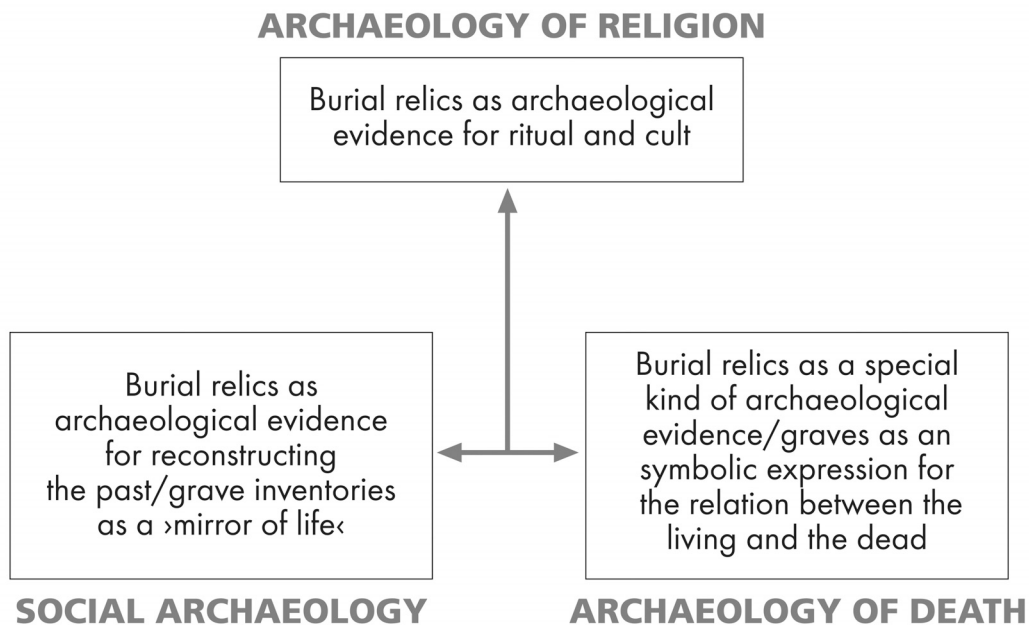 ARCHAEOLOGY OF RELIGION
Burial relics as archaeological
evidence for ritual and cult
Burial relics as
archaeological evidence
for reconstructing
the past/grave inventories
as a ›mirror of life‹
SOCIAL ARCHAEOLOGY
Burial relics as a special
kind of archaeological
evidence/graves as an
symbolic expression for
the relation between the
living and the dead
ARCHAEOLOGY OF DEATH